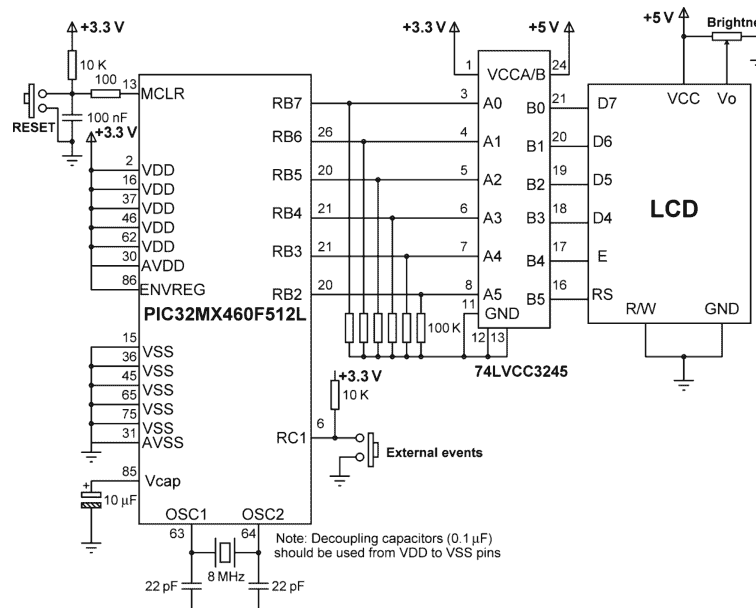 +3.3 V
10 K
100
13
MCLR
RESET
100 nF
+3.3 V
2
VDD
16
VDD
37
VDD
46
VDD
62
VDD
30
AVDD
86
ENVREG
PIC32MX460F512L
15
VSS
36
VSS
45
VSS
65
VSS
75
VSS
31
AVSS
85
Vcap
+
10 µF
OSC1
OSC2
63
64
8 MHz
22 pF
22 pF
RB7
RB6
26
RB5
20
RB4
21
RB3
21
RB2
20
100 K
+3.3 V
10 K
RC1
6
External events
Note: Decoupling capacitors (0.1 µF)
should be used from VDD to VSS pins
+3.3 V
+5 V
1
VCCA/B
24
3
A0
B0
21
4
A1
B1
20
5
A2
B2
19
6
A3
B3
18
7
A4
B4
17
8
A5
B5
16
11
GND
12
13
74LVCC3245
+5 V
Brightn
VCC
Vo
D7
D6
D5
D4
E
RS
LCD
R/W
GND